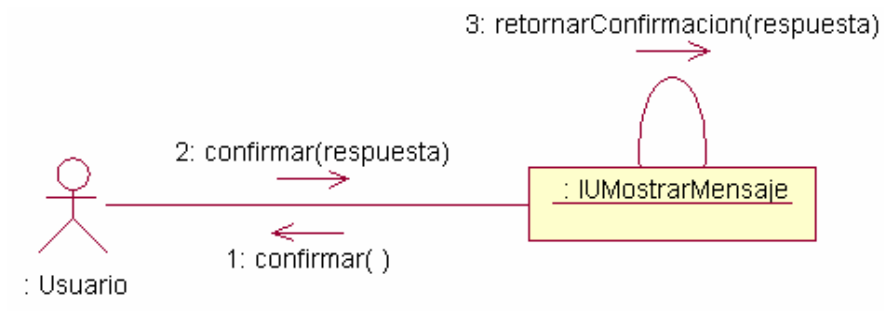 3: retornarConfirmacion(respuesta)
2: confirmar(respuesta)
: IUMostrarMensaje
1: confirmar( )
: Usuario